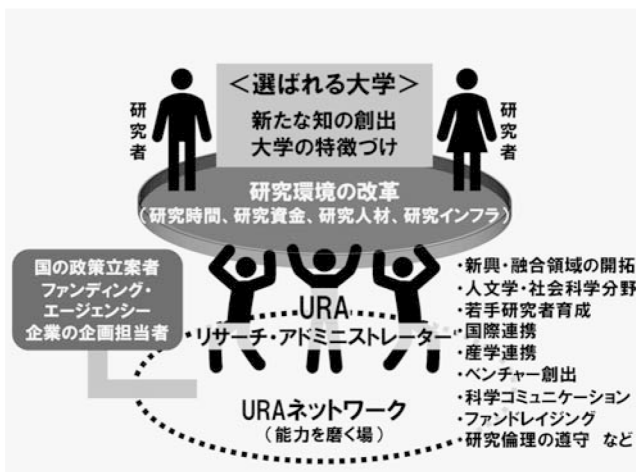 <選ばれる大学>
新たな知の創出
大学の特徴づけ
研究者
研究者
研究環境の改革
(研究時間、研究資金、研究人材、研究インフラ)
国の政策立案者
ファンディング・
エージェンシー
企業の企画担当者
URA
リサーチ・アドミニストレーター
URAネットワーク
(能力を磨く場)
・新興・融合領域の開拓
・人文学・社会科学分野
・若手研究者育成
・国際連携
・産学連携
・ベンチャー創出
・科学コミュニケーション
・ファンドレイジング
・研究倫理の遵守 など